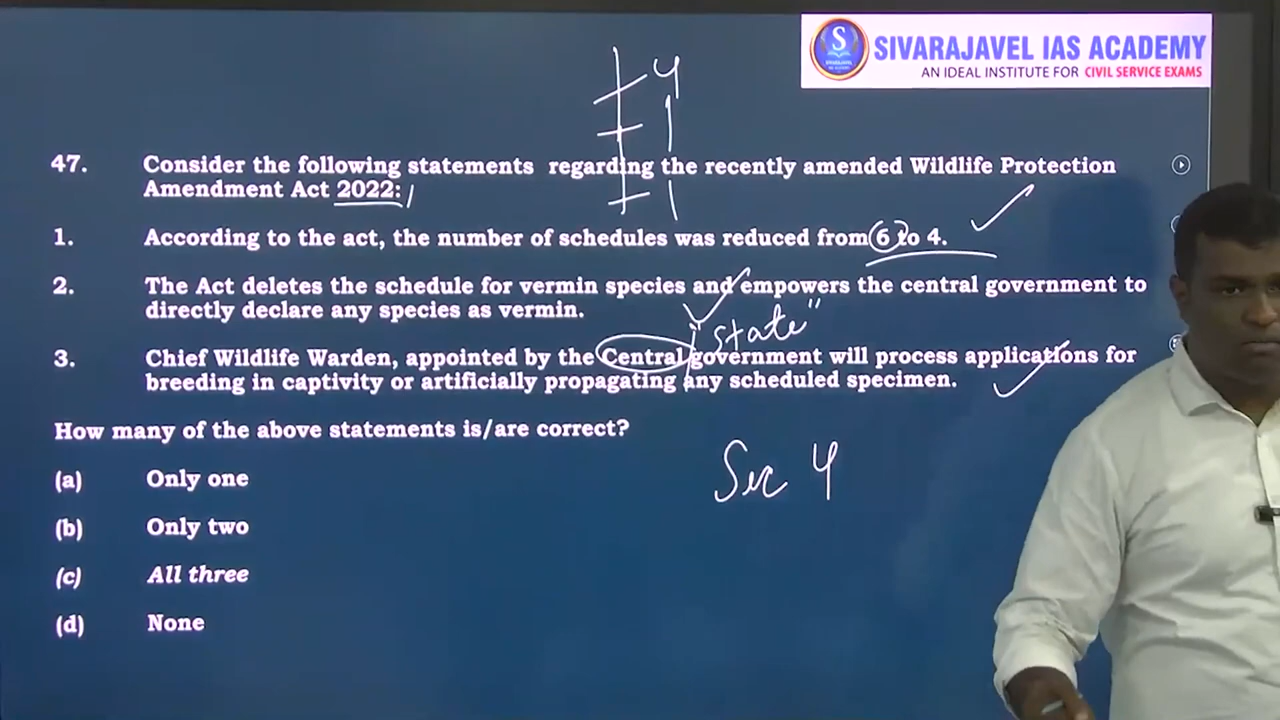 SIVARAJAVEL IAS ACADEMY
AN IDEAL INSTITUTE FOR CIVIL SERVICE EXAMS
4
1
1
47. Consider the following statements regarding the recently amended Wildlife Protection
Amendment Act 2022:
1. According to the act, the number of schedules was reduced from 6 to 4.
2. The Act deletes the schedule for vermin species and empowers the central government to
directly declare any species as vermin.
State"
3. Chief Wildlife Warden, appointed by the Central government will process applications for
breeding in captivity or artificially propagating any scheduled specimen.
How many of the above statements is/are correct?
Sec 4
(a) Only one
(b) Only two
(c) All three
(d) None